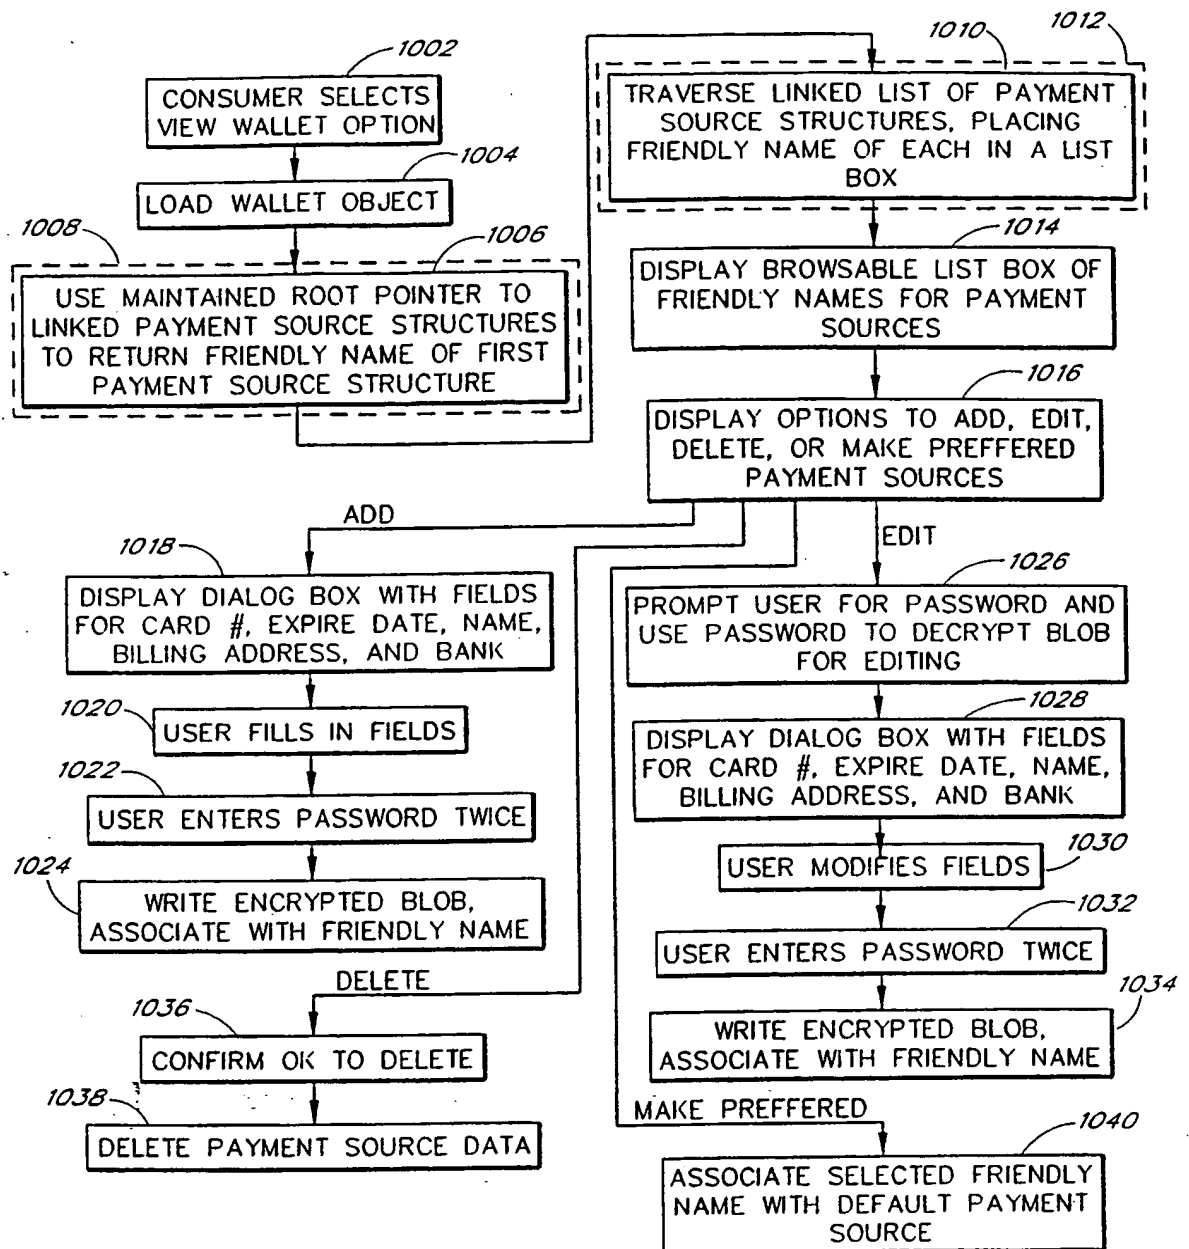 1002
CONSUMER SELECTS
VIEW WALLET OPTION
1004
LOAD WALLET OBJECT
1008
1006
USE MAINTAINED ROOT POINTER TO
LINKED PAYMENT SOURCE STRUCTURES
TO RETURN FRIENDLY NAME OF FIRST
PAYMENT SOURCE STRUCTURE
1010
1012
TRAVERSE LINKED LIST OF PAYMENT
SOURCE STRUCTURES, PLACING
FRIENDLY NAME OF EACH IN A LIST
BOX
1014
DISPLAY BROWSABLE LIST BOX OF
FRIENDLY NAMES FOR PAYMENT
SOURCES
1016
DISPLAY OPTIONS TO ADD, EDIT,
DELETE, OR MAKE PREFFERED
PAYMENT SOURCES
ADD
1018
DISPLAY DIALOG BOX WITH FIELDS
FOR CARD #, EXPIRE DATE, NAME,
BILLING ADDRESS, AND BANK
1020
USER FILLS IN FIELDS
1022
USER ENTERS PASSWORD TWICE
1024
WRITE ENCRYPTED BLOB,
ASSOCIATE WITH FRIENDLY NAME
EDIT
1026
PROMPT USER FOR PASSWORD AND
USE PASSWORD TO DECRYPT BLOB
FOR EDITING
1028
DISPLAY DIALOG BOX WITH FIELDS
FOR CARD #, EXPIRE DATE, NAME,
BILLING ADDRESS, AND BANK
1030
USER MODIFIES FIELDS
1032
USER ENTERS PASSWORD TWICE
1034
WRITE ENCRYPTED BLOB,
ASSOCIATE WITH FRIENDLY NAME
DELETE
1036
CONFIRM OK TO DELETE
1038
DELETE PAYMENT SOURCE DATA
MAKE PREFFERED
1040
ASSOCIATE SELECTED FRIENDLY
NAME WITH DEFAULT PAYMENT
SOURCE